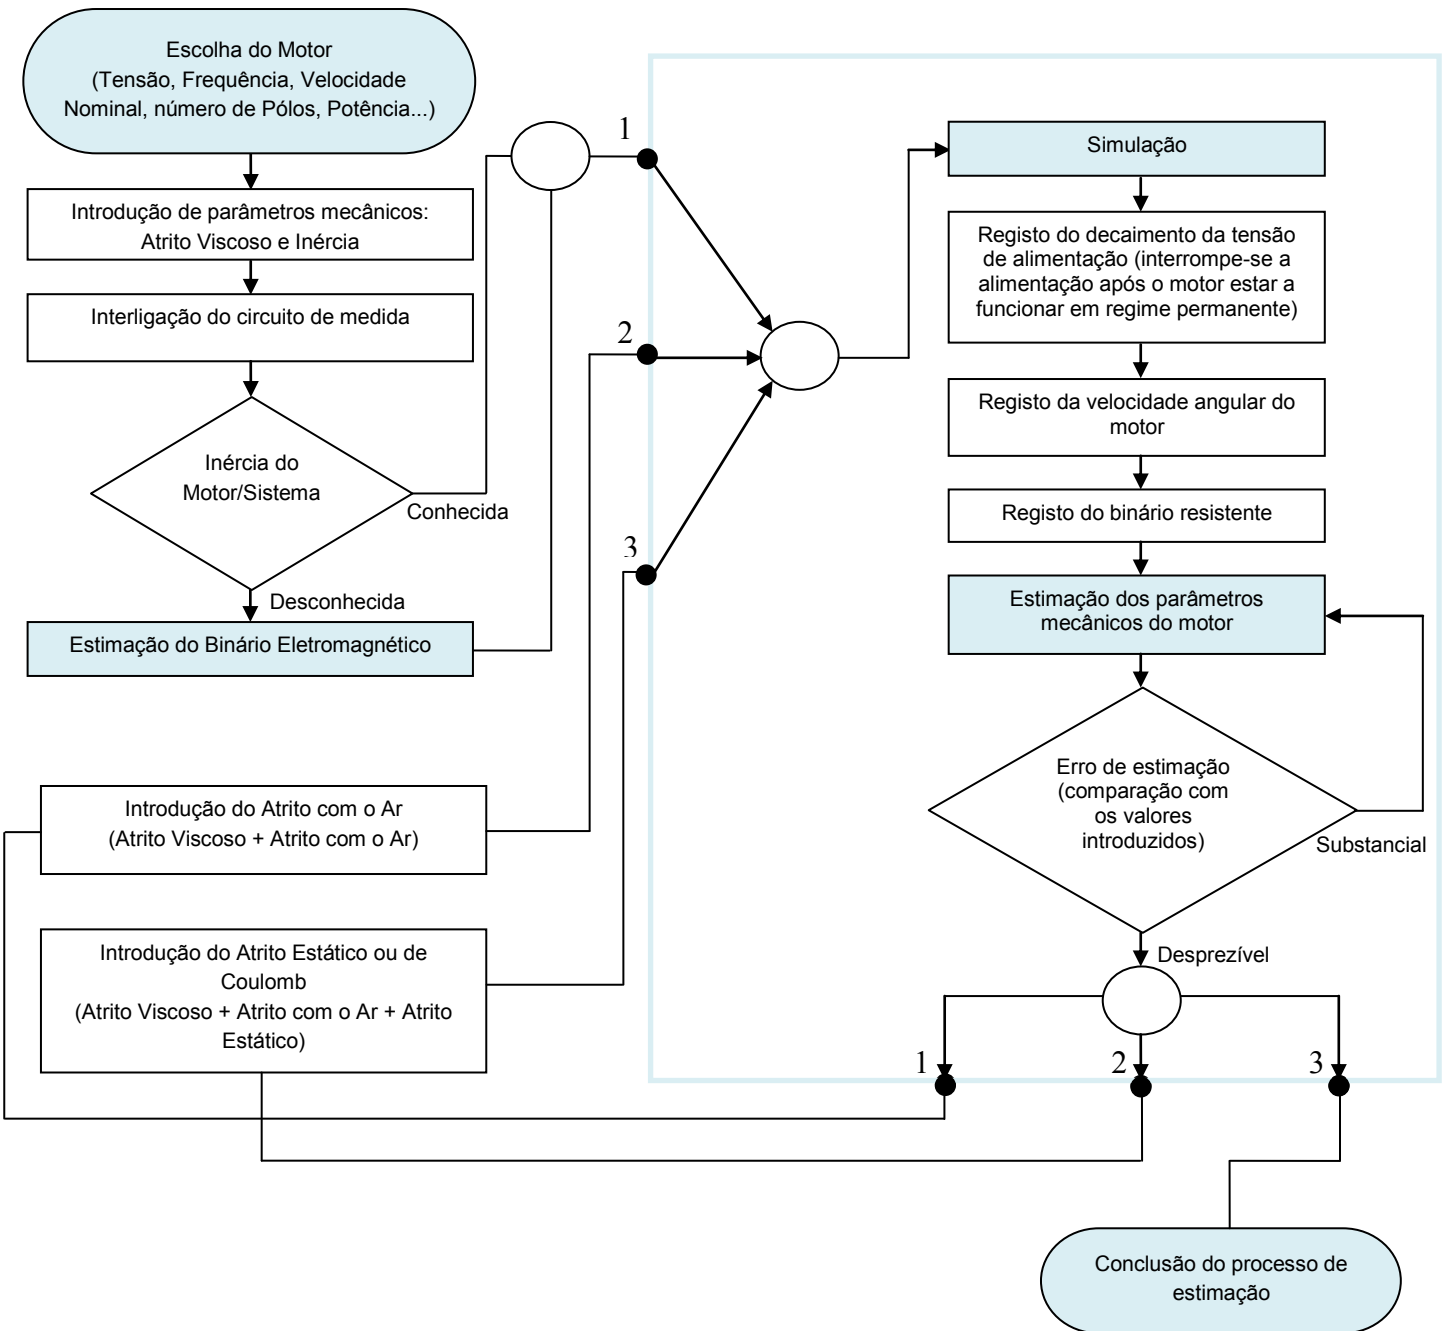 Escolha do Motor
(Tensão, Frequência, Velocidade
Nominal, número de Pólos, Potência...)
Introdução de parâmetros mecânicos:
Atrito Viscoso e Inércia
Interligação do circuito de medida
Inércia do
Motor/Sistema
Conhecida
Desconhecida
Estimação do Binário Eletromagnético
Introdução do Atrito com o Ar
(Atrito Viscoso + Atrito com o Ar)
Introdução do Atrito Estático ou de
Coulomb
(Atrito Viscoso + Atrito com o Ar + Atrito
Estático)
1
2
3
Simulação
Registo do decaimento da tensão
de alimentação (interrompe-se a
alimentação após o motor estar a
funcionar em regime permanente)
Registo da velocidade angular do
motor
Registo do binário resistente
Estimação dos parâmetros
mecânicos do motor
Erro de estimação
(comparação com
os valores
introduzidos)
Substancial
Desprezível
1
2
3
Conclusão do processo de
estimação